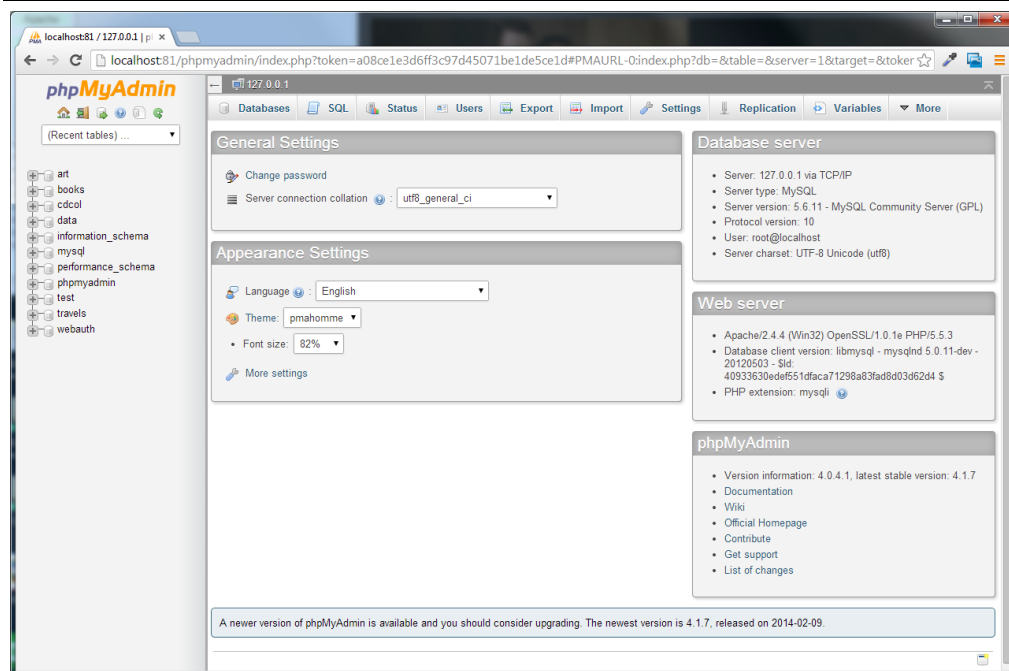 localhost:81 / 127.0.0.1 | p
localhost:81/phpmyadmin/index.php?token=a08ce1e3d6ff3c97d45071be1de5ce1d#PMAURL-0:index.php?db=&table=&server=1&target=&token
phpMyAdmin
(Recent tables) ...
art
books
cdcol
data
information_schema
mysql
performance_schema
phpmyadmin
test
travels
webauth
127.0.0.1
Databases SQL Status Users Export Import Settings Replication Variables More
General Settings
Change password
Server connection collation : utf8_general_ci
Appearance Settings
Language : English
Theme: pmahomme
• Font size: 82%
More settings
Database server
• Server: 127.0.0.1 via TCP/IP
• Server type: MySQL
• Server version: 5.6.11 - MySQL Community Server (GPL)
• Protocol version: 10
• User: root@localhost
• Server charset: UTF-8 Unicode (utf8)
Web server
• Apache/2.4.4 (Win32) OpenSSL/1.0.1e PHP/5.5.3
• Database client version: libmysql - mysqlnd 5.0.11-dev -
20120503 - $Id:
40933630edef551dfaca71298a83fad8d03d62d4 $
• PHP extension: mysqli
phpMyAdmin
• Version information: 4.0.4.1, latest stable version: 4.1.7
• Documentation
• Wiki
• Official Homepage
• Contribute
• Get support
• List of changes
A newer version of phpMyAdmin is available and you should consider upgrading. The newest version is 4.1.7, released on 2014-02-09.